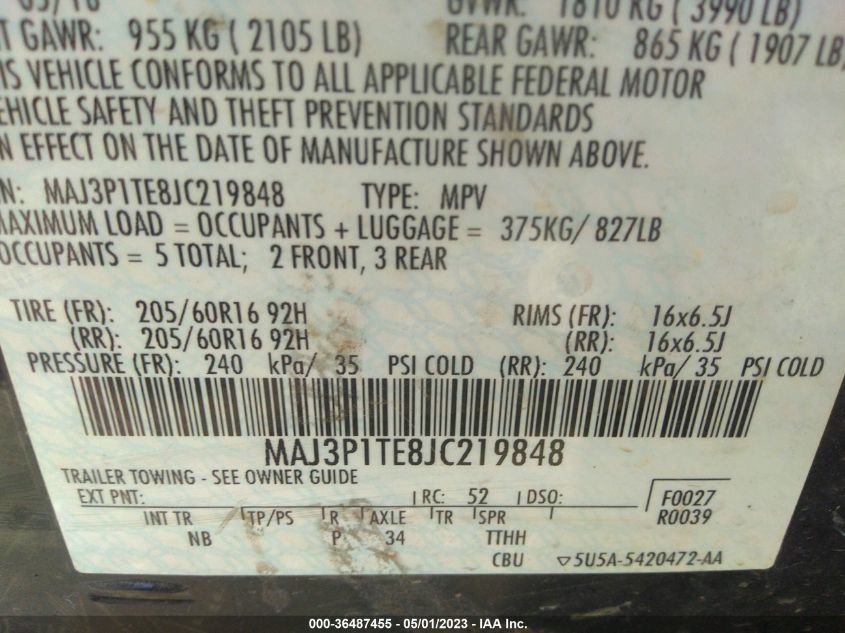 GVWR: 1810 KG ( 3990 LB)
GAWR: 955 KG ( 2105 LB) REAR GAWR: 865 KG ( 1907 LB)
VEHICLE CONFORMS TO ALL APPLICABLE FEDERAL MOTOR
EHICLE SAFETY AND THEFT PREVENTION STANDARDS
N EFFECT ON THE DATE OF MANUFACTURE SHOWN ABOVE.
N: MAJ3P1TE8JC219848 TYPE: MPV
MAXIMUM LOAD = OCCUPANTS + LUGGAGE = 375KG/ 827LB
OCCUPANTS = 5 TOTAL; 2 FRONT, 3 REAR
TIRE (FR): 205/60R16 92H RIMS (FR): 16x6.5J
(RR): 205/60R16 92H (RR): 16x6.5J
PRESSURE (FR): 240 kPa/ 35 PSI COLD (RR): 240 kPa/ 35 PSI COLD
MAJ3P1TE8JC219848
TRAILER TOWING - SEE OWNER GUIDE
EXT PNT: RC: 52 DSO: F0027
INT TR TP/PS R AXLE TR SPR R0039
NB P 34 TTHH
CBU ▽5U5A-5420472-AA
000-36487455 - 05/01/2023 - IAA Inc.